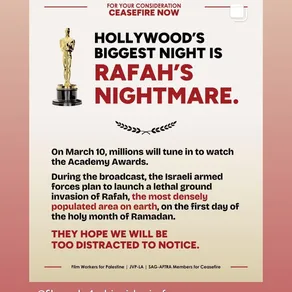 FOR YOUR CONSIDERATION
CEASEFIRE NOW
HOLLYWOOD'S
BIGGEST NIGHT IS
RAFAH'S
NIGHTMARE.
On March 10, millions will tune in to watch
the Academy Awards.
During the broadcast, the Israeli armed
forces plan to launch a lethal ground
invasion of Rafah, the most densely
populated area on earth, on the first day of
the holy month of Ramadan.
THEY HOPE WE WILL BE
TOO DISTRACTED TO NOTICE.
Film Workers for Palestine | JVP-LA | SAG-AFTRA Members for Ceasefire